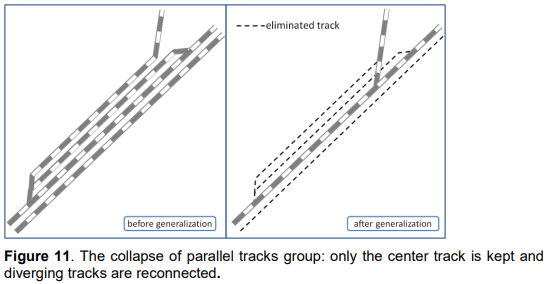 ----eliminated track
before generalization
after generalization
Figure 11. The collapse of parallel tracks group: only the center track is kept and
diverging tracks are reconnected.